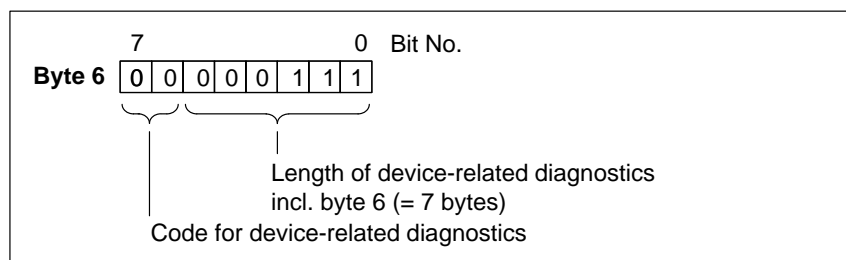 7 0 Bit No.
Byte 6 0 0 0 0 0 1 1 1
Length of device-related diagnostics
incl. byte 6 (= 7 bytes)
Code for device-related diagnostics